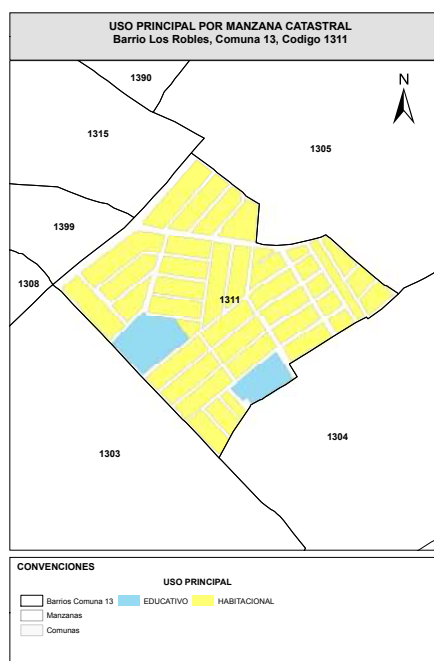 USO PRINCIPAL POR MANZANA CATASTRAL
Barrio Los Robles, Comuna 13, Codigo 1311
1390
N
1315
1305
1399
1308
1311
1303
1304
CONVENCIONES
USO PRINCIPAL
Barrios Comuna 13 EDUCATIVO HABITACIONAL
Manzanas
Comunas